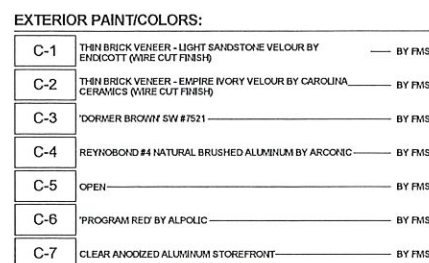 EXTERIOR PAINT/COLORS:
C-1 THIN BRICK VENEER - LIGHT SANDSTONE VELOUR BY BY FMS
ENDICOTT (WIRE CUT FINISH)
C-2 THIN BRICK VENEER - EMPIRE IVORY VELOUR BY CAROLINA BY FMS
CERAMICS (WIRE CUT FINISH)
C-3 'DORMER BROWN' SW #7521 BY FMS
C-4 REYNOBOND #4 NATURAL BRUSHED ALUMINUM BY ARCONIC BY FMS
C-5 OPEN BY FMS
C-6 'PROGRAM RED' BY ALPOLIC BY FMS
C-7 CLEAR ANODIZED ALUMINUM STOREFRONT BY FMS